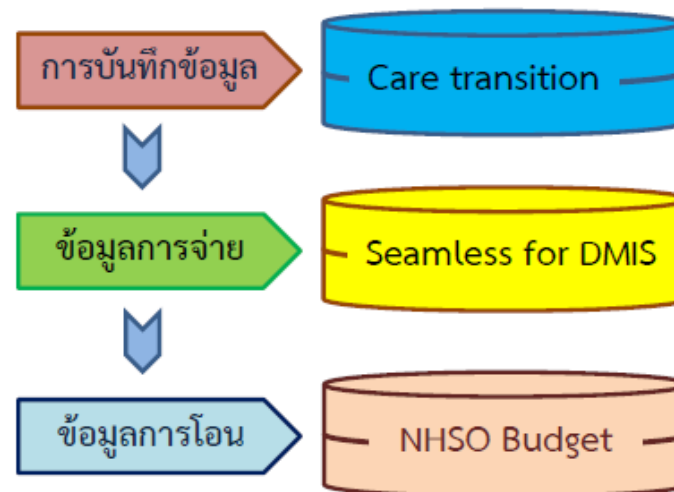 การบันทึกข้อมูล
Care transition
ข้อมูลการจ่าย
Seamless for DMIS
ข้อมูลการโอน
NHSO Budget